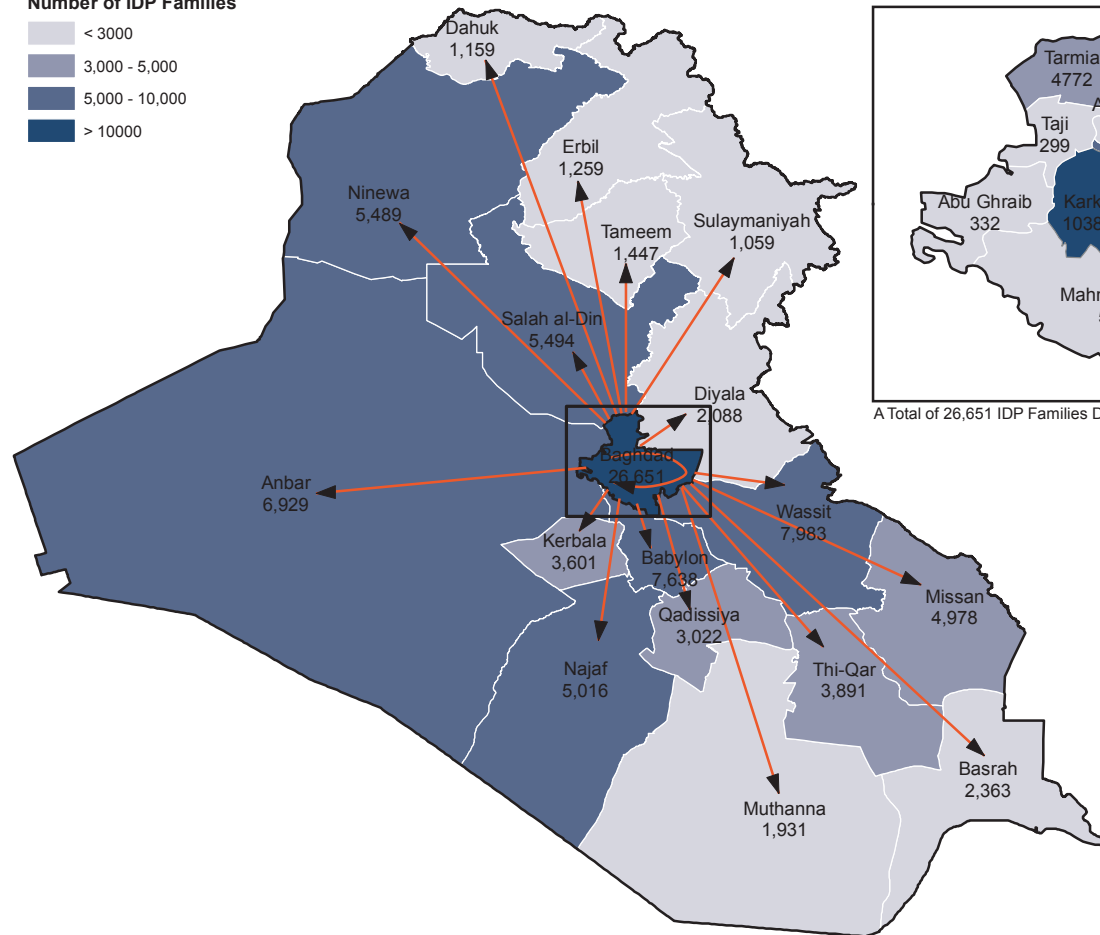 Number of IDP Families
< 3000
3,000 - 5,000
5,000 - 10,000
> 10000
Dahuk
1,159
Erbil
1,259
Ninewa
5,489
Tameem
1,447
Sulaymaniyah
1,059
Salah al-Din
5,494
Diyala
2,088
Baghdad
26,651
Anbar
6,929
Wassit
7,983
Kerbala
3,601
Babylon
7,638
Qadissiya
3,022
Missan
4,978
Najaf
5,016
Thi-Qar
3,891
Basrah
2,363
Muthanna
1,931
Tarmia
4772
A
Taji
299
Abu Ghraib
332
Kark
1038
Mahm
A Total of 26,651 IDP Families D